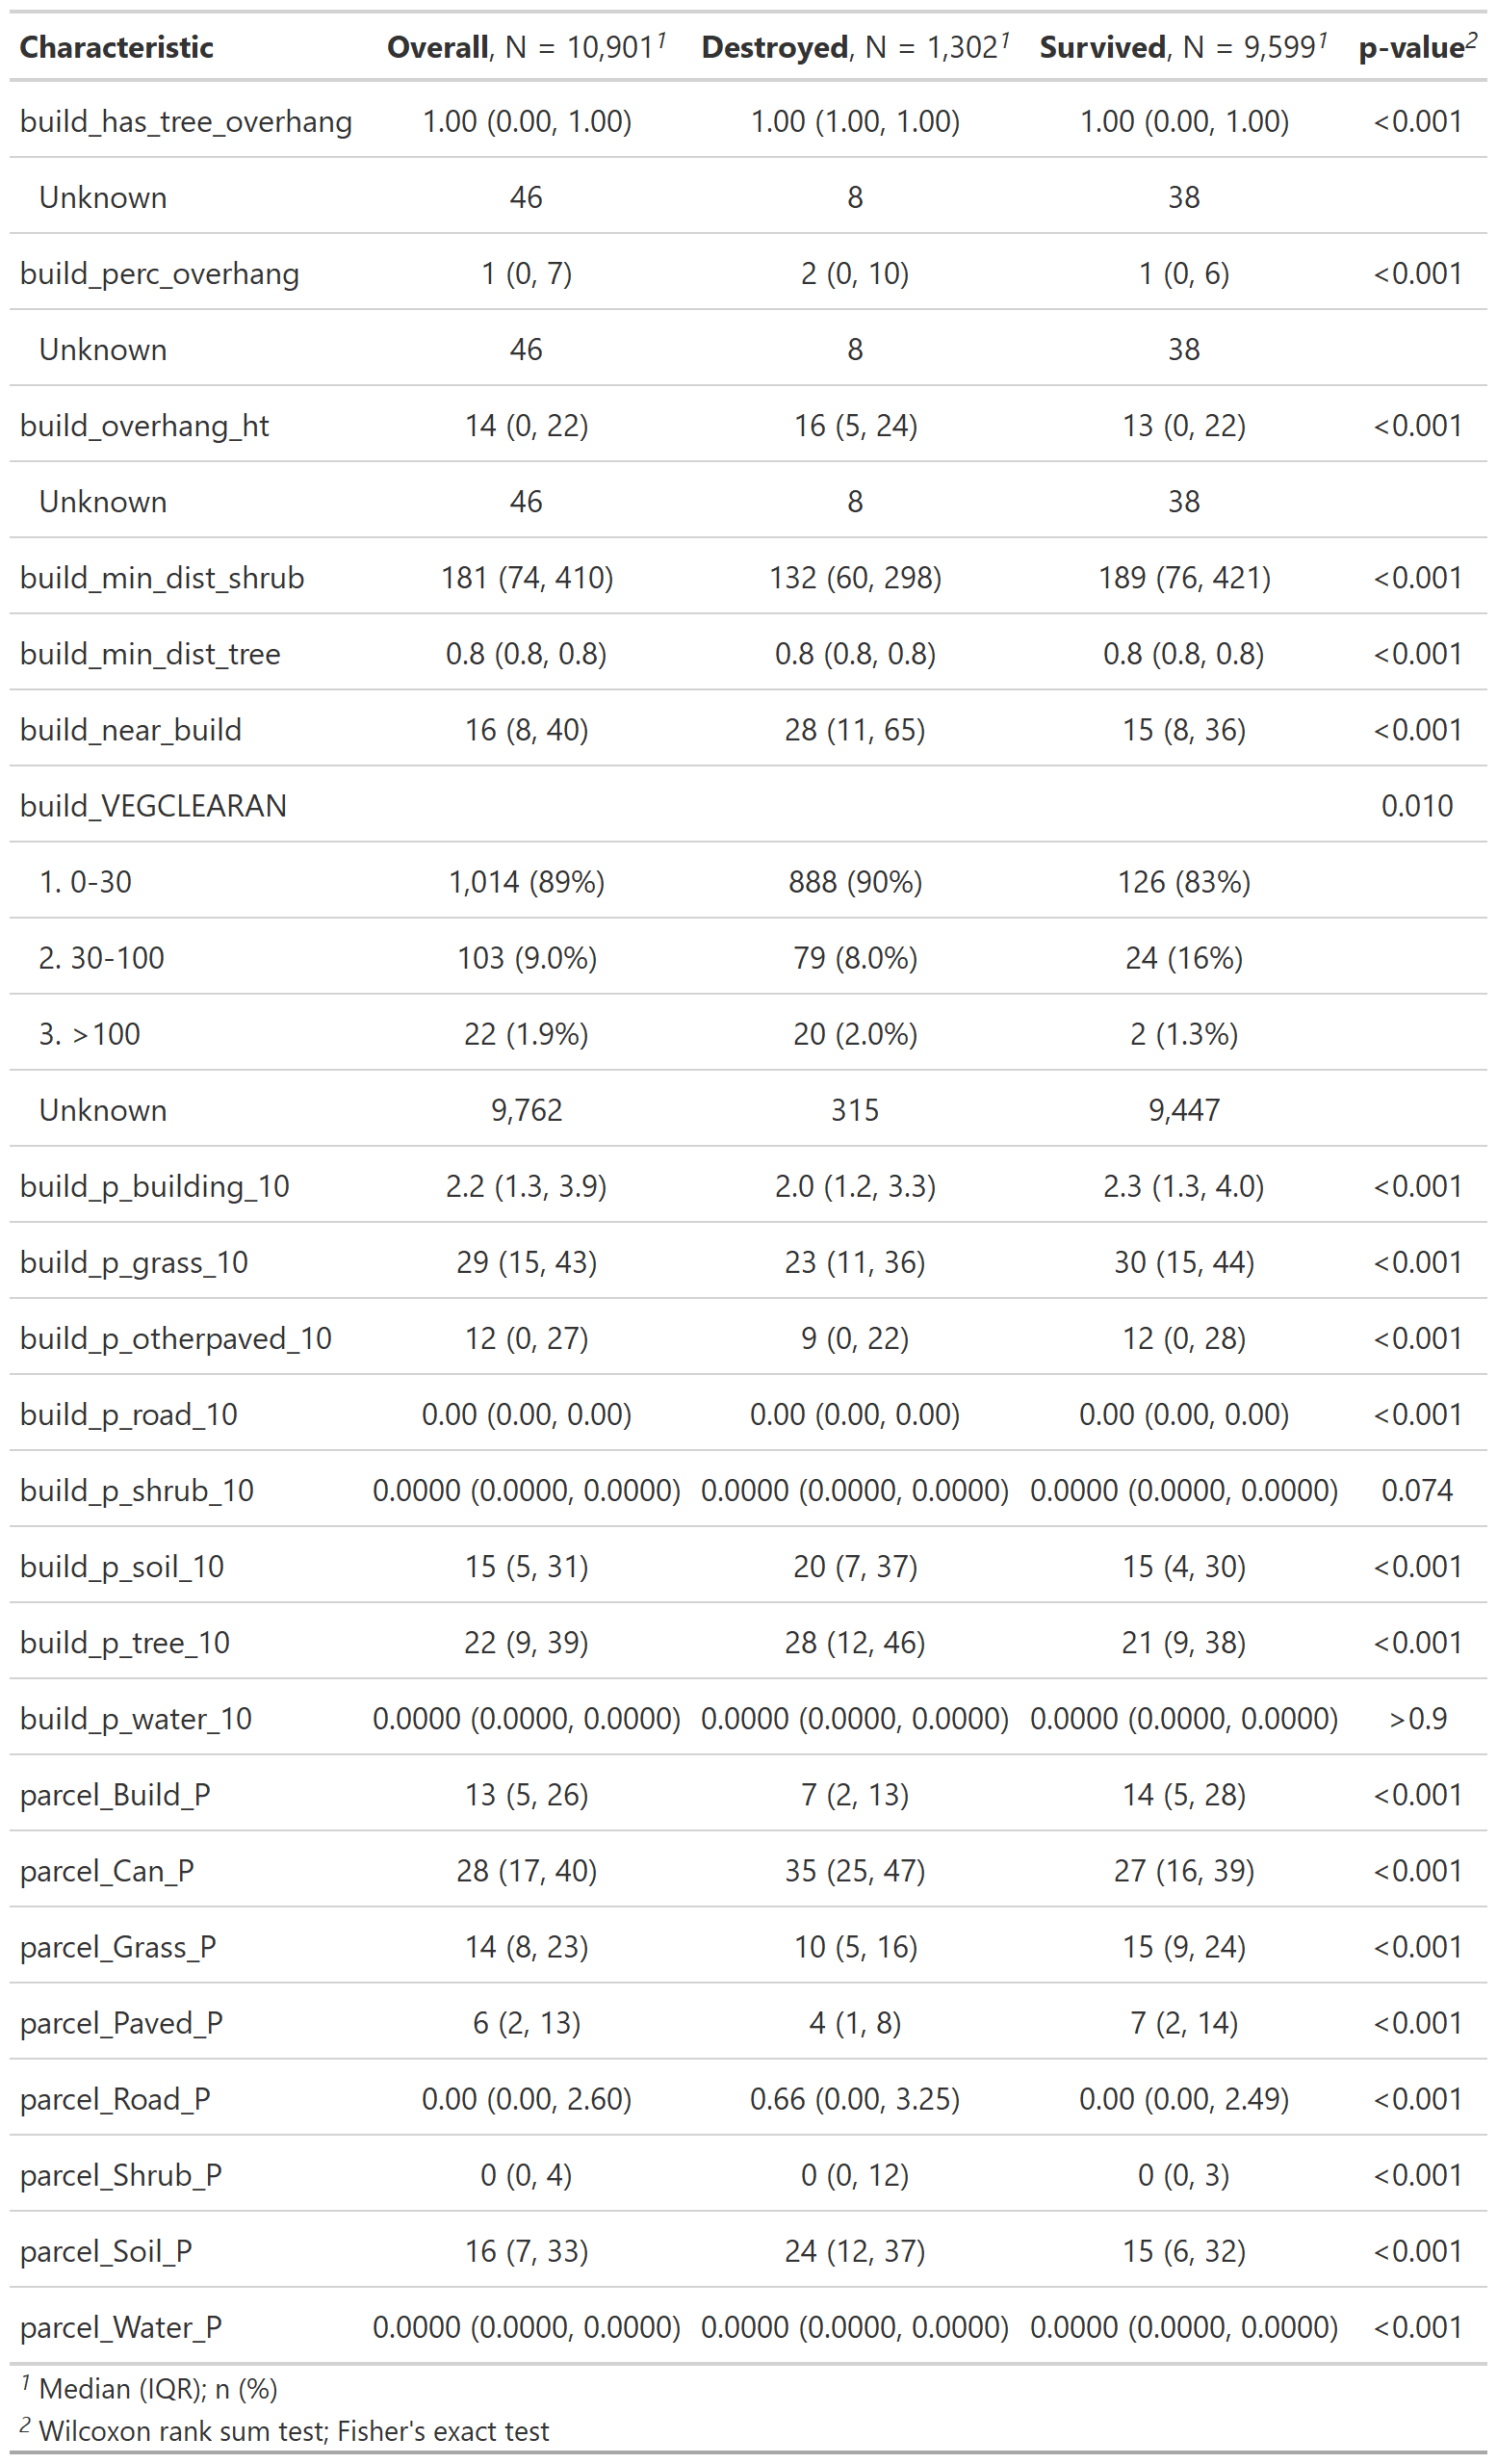 Characteristic Overall, N = 10,901¹ Destroyed, N = 1,302¹ Survived, N = 9,599¹ p-value²
build_has_tree_overhang 1.00 (0.00, 1.00) 1.00 (1.00, 1.00) 1.00 (0.00, 1.00) <0.001
Unknown 46 8 38
build_perc_overhang 1 (0, 7) 2 (0, 10) 1 (0, 6) <0.001
Unknown 46 8 38
build_overhang_ht 14 (0, 22) 16 (5, 24) 13 (0, 22) <0.001
Unknown 46 8 38
build_min_dist_shrub 181 (74, 410) 132 (60, 298) 189 (76, 421) <0.001
build_min_dist_tree 0.8 (0.8, 0.8) 0.8 (0.8, 0.8) 0.8 (0.8, 0.8) <0.001
build_near_build 16 (8, 40) 28 (11, 65) 15 (8, 36) <0.001
build_VEGCLEARAN 0.010
1. 0-30 1,014 (89%) 888 (90%) 126 (83%)
2. 30-100 103 (9.0%) 79 (8.0%) 24 (16%)
3. >100 22 (1.9%) 20 (2.0%) 2 (1.3%)
Unknown 9,762 315 9,447
build_p_building_10 2.2 (1.3, 3.9) 2.0 (1.2, 3.3) 2.3 (1.3, 4.0) <0.001
build_p_grass_10 29 (15, 43) 23 (11, 36) 30 (15, 44) <0.001
build_p_otherpaved_10 12 (0, 27) 9 (0, 22) 12 (0, 28) <0.001
build_p_road_10 0.00 (0.00, 0.00) 0.00 (0.00, 0.00) 0.00 (0.00, 0.00) <0.001
build_p_shrub_10 0.0000 (0.0000, 0.0000) 0.0000 (0.0000, 0.0000) 0.0000 (0.0000, 0.0000) 0.074
build_p_soil_10 15 (5, 31) 20 (7, 37) 15 (4, 30) <0.001
build_p_tree_10 22 (9, 39) 28 (12, 46) 21 (9, 38) <0.001
build_p_water_10 0.0000 (0.0000, 0.0000) 0.0000 (0.0000, 0.0000) 0.0000 (0.0000, 0.0000) >0.9
parcel_Build_P 13 (5, 26) 7 (2, 13) 14 (5, 28) <0.001
parcel_Can_P 28 (17, 40) 35 (25, 47) 27 (16, 39) <0.001
parcel_Grass_P 14 (8, 23) 10 (5, 16) 15 (9, 24) <0.001
parcel_Paved_P 6 (2, 13) 4 (1, 8) 7 (2, 14) <0.001
parcel_Road_P 0.00 (0.00, 2.60) 0.66 (0.00, 3.25) 0.00 (0.00, 2.49) <0.001
parcel_Shrub_P 0 (0, 4) 0 (0, 12) 0 (0, 3) <0.001
parcel_Soil_P 16 (7, 33) 24 (12, 37) 15 (6, 32) <0.001
parcel_Water_P 0.0000 (0.0000, 0.0000) 0.0000 (0.0000, 0.0000) 0.0000 (0.0000, 0.0000) <0.001
¹ Median (IQR); n (%)
² Wilcoxon rank sum test; Fisher's exact test